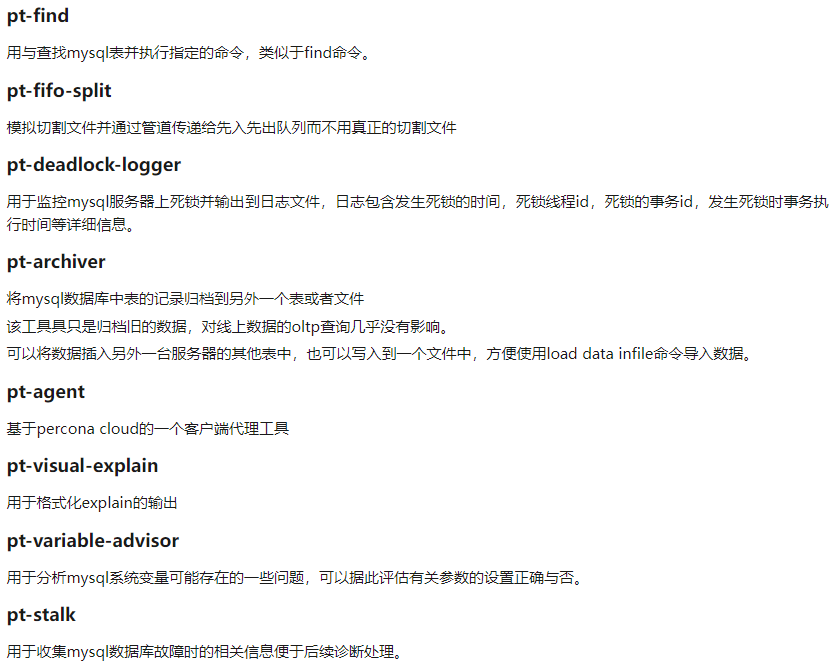 pt-find
用与查找mysql表并执行指定的命令，类似于find命令。
pt-fifo-split
模拟切割文件并通过管道传递给先入先出队列而不用真正的切割文件
pt-deadlock-logger
用于监控mysql服务器上死锁并输出到日志文件，日志包含发生死锁的时间，死锁线程id，死锁的事务id，发生死锁时事务执
行时间等详细信息。
pt-archiver
将mysql数据库中表的记录归档到另外一个表或者文件
该工具具只是归档旧的数据，对线上数据的oltp查询几乎没有影响。
可以将数据插入另外一台服务器的其他表中，也可以写入到一个文件中，方便使用load data infile命令导入数据。
pt-agent
基于percona cloud的一个客户端代理工具
pt-visual-explain
用于格式化explain的输出
pt-variable-advisor
用于分析mysql系统变量可能存在的一些问题，可以据此评估有关参数的设置正确与否。
pt-stalk
用于收集mysql数据库故障时的相关信息便于后续诊断处理。